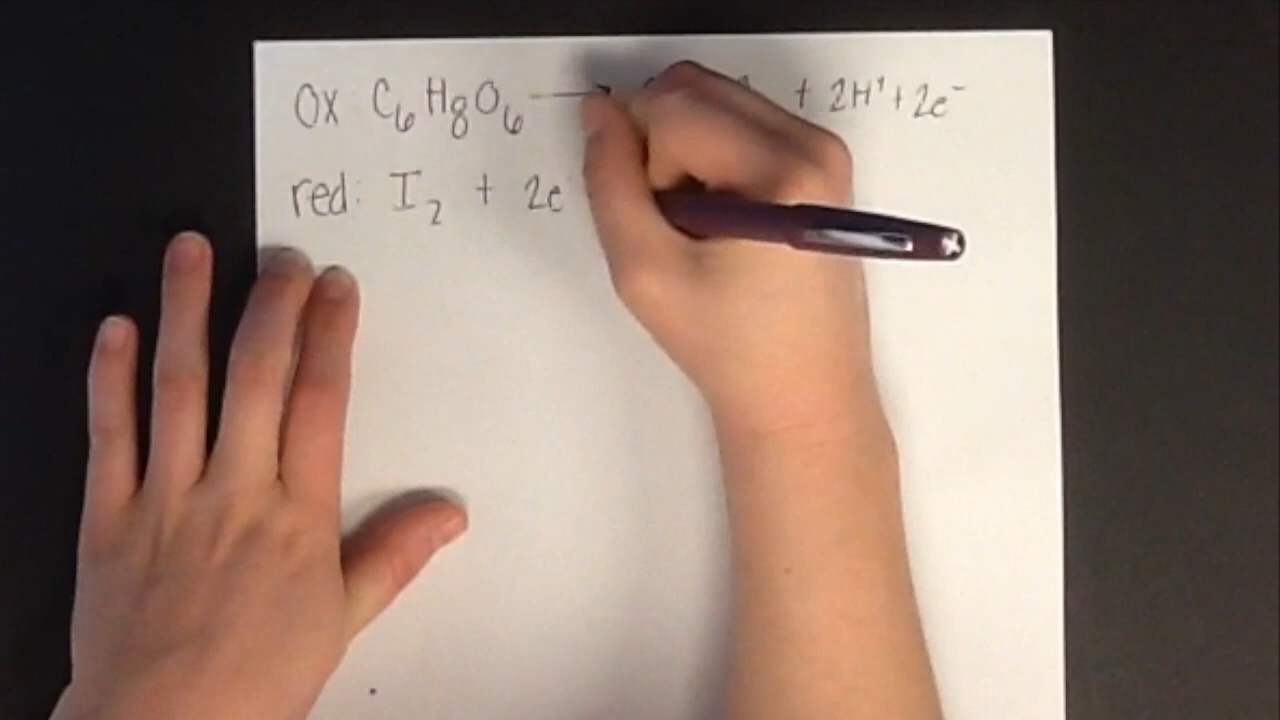 Ox: C₆H₈O₆ → + 2H⁺ + 2e⁻
red: I₂ + 2e